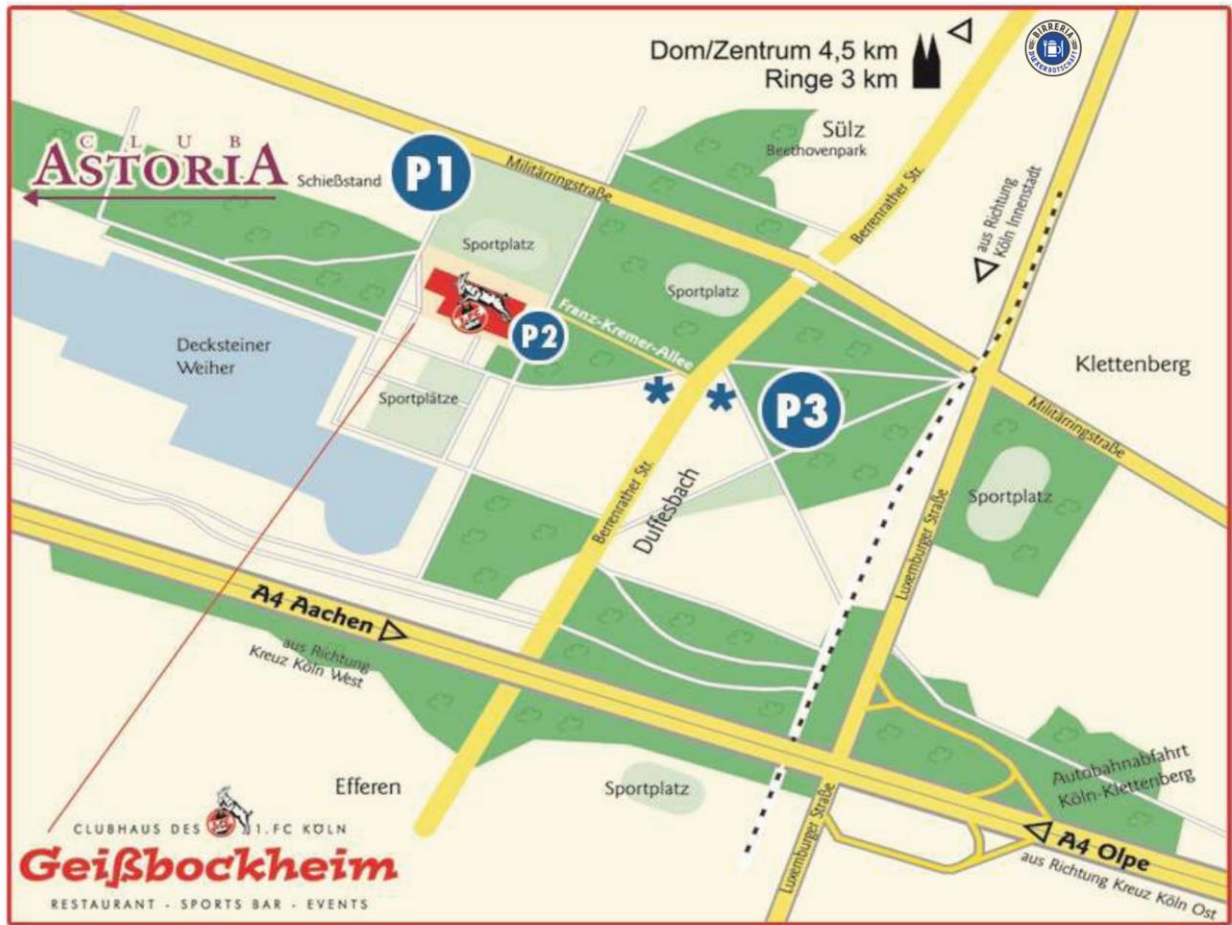 Dom/Zentrum 4,5 km
Ringe 3 km
BIRRERIA
CLUB
ASTORIA
Schießstand
P1
Militärringstraße
Sülz
Beethovenpark
Berrenrather Str.
aus Richtung
Köln Innenstadt
Sportplatz
Sportplatz
Franz-Kremer-Allee
P2
Decksteiner
Weiher
Sportplätze
Klettenberg
P3
Militärringstraße
Berrenrather Str.
Duffesbach
Sportplatz
Luxemburger Straße
A4 Aachen
aus Richtung
Kreuz Köln West
Efferen
Sportplatz
Autobahnabfahrt
Köln-Klettenberg
Luxemburger Straße
A4 Olpe
aus Richtung Kreuz Köln Ost
CLUBHAUS DES 1.FC KÖLN
Geißbockheim
RESTAURANT - SPORTS BAR - EVENTS